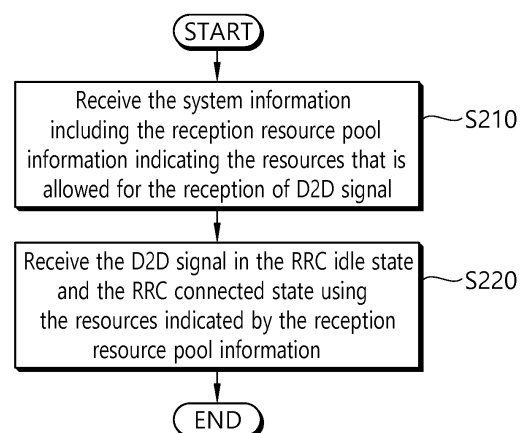 START
Receive the system information
including the reception resource pool
information indicating the resources that is
allowed for the reception of D2D signal
S210
Receive the D2D signal in the RRC idle state
and the RRC connected state using
the resources indicated by the reception
resource pool information
S220
END